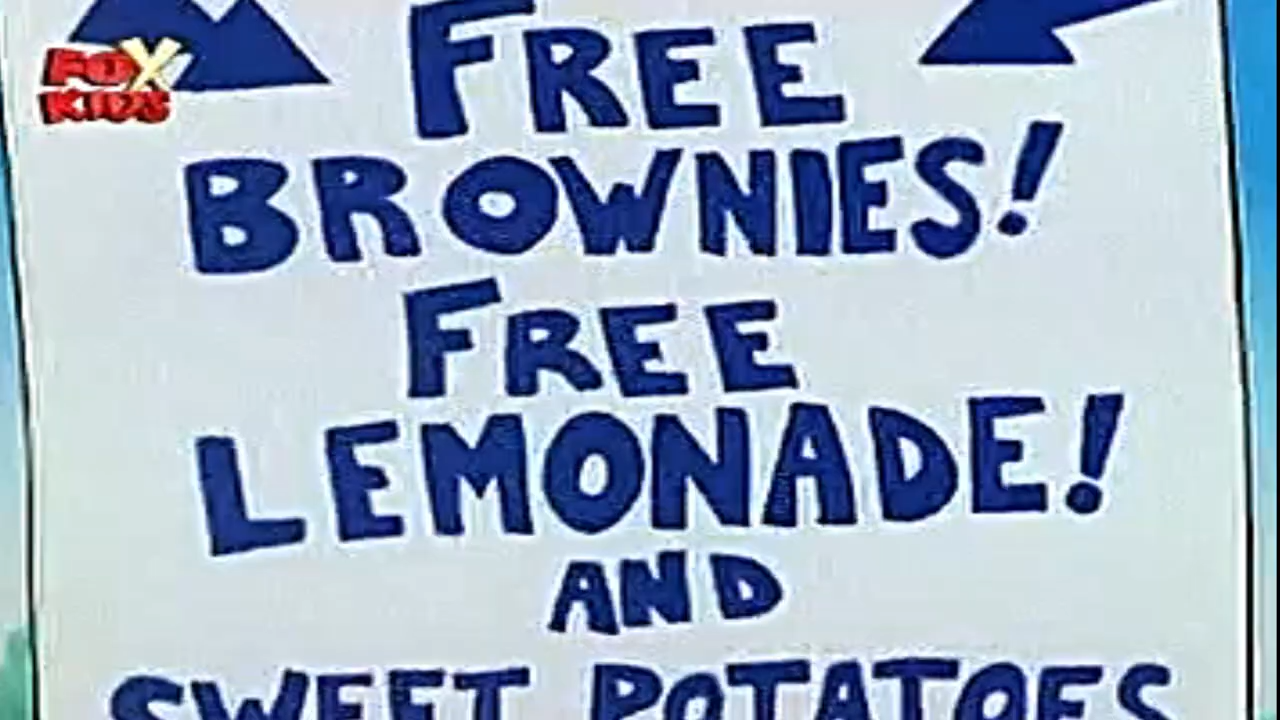 FOX
KIDS
FREE
BROWNIES!
FREE
LEMONADE!
AND
SWEET POTATOES